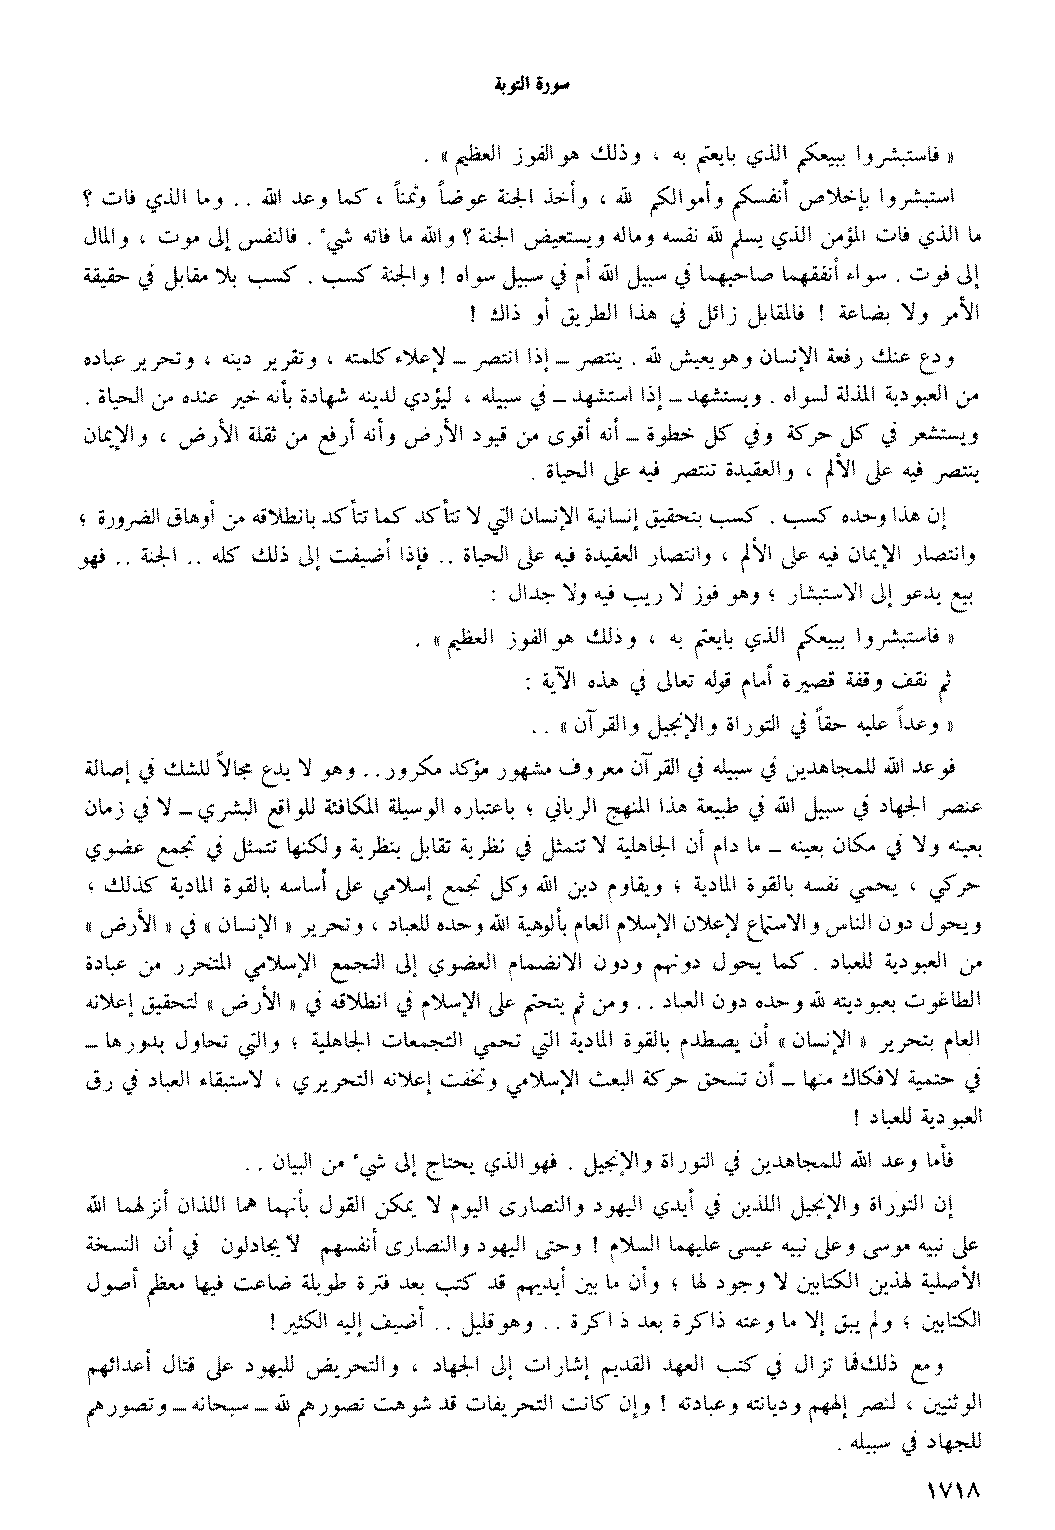 سورة التوبة
« فاستبشروا ببيعكم الذي بايعتم به ، وذلك هو الفوز العظيم » .
استبشروا بإخلاص أنفسكم وأموالكم لله ، وأخذ الجنة عوضاً وثمناً ، كما وعد الله .. وما الذي فات ؟
ما الذي فات المؤمن الذي يسلم لله نفسه وماله ويستعيض الجنة ؟ والله ما فاته شيء . فالنفس إلى موت ، والمال
إلى فوت . سواء أنفقهما صاحبهما في سبيل الله أم في سبيل سواه ! والجنة كسب . كسب بلا مقابل في حقيقة
الأمر ولا بضاعة ! فالمقابل زائل في هذا الطريق أو ذاك !
ودع عنك رفعة الإنسان وهو يعيش لله . ينتصر – إذا انتصر – لإعلاء كلمته ، وتقرير دينه ، وتحرير عباده
من العبودية المذلة لسواه . ويستشهد – إذا استشهد – في سبيله ، ليؤدي لدينه شهادة بأنه خير عنده من الحياة .
ويستشعر في كل حركة وفي كل خطوة – أنه أقوى من قيود الأرض وأنه أرفع من ثقلة الأرض ، والإيمان
ينتصر فيه على الألم ، والعقيدة تنتصر فيه على الحياة .
إن هذا وحده كسب . كسب بتحقيق إنسانية الإنسان التي لا تتأكد كما تتأكد بانطلاقه من أوهاق الضرورة ؛
وانتصار الإيمان فيه على الألم ، وانتصار العقيدة فيه على الحياة .. فإذا أضيفت إلى ذلك كله .. الجنة .. فهو
بيع يدعو إلى الاستبشار ؛ وهو فوز لا ريب فيه ولا جدال :
« فاستبشروا ببيعكم الذي بايعتم به ، وذلك هو الفوز العظيم » .
ثم نقف وقفة قصيرة أمام قوله تعالى في هذه الآية :
« وعداً عليه حقاً في التوراة والإنجيل والقرآن » ..
فوعد الله للمجاهدين في سبيله في القرآن معروف مشهور مؤكد مكرور .. وهو لا يدع مجالاً للشك في إصالة
عنصر الجهاد في سبيل الله في طبيعة هذا المنهج الرباني ؛ باعتباره الوسيلة المكافئة للواقع البشري – لا في زمان
بعينه ولا في مكان بعينه – ما دام أن الجاهلية لا تتمثل في نظرية تقابل بنظرية ولكنها تتمثل في تجمع عضوي
حركي ، يحمي نفسه بالقوة المادية ؛ ويقاوم دين الله وكل تجمع إسلامي على أساسه بالقوة المادية كذلك ؛
ويحول دون الناس والاستماع لإعلان الإسلام العام بألوهية الله وحده للعباد ، وتحرير « الإنسان » في « الأرض »
من العبودية للعباد . كما يحول دونهم ودون الانضمام العضوي إلى التجمع الإسلامي المتحرر من عبادة
الطاغوت بعبوديته لله وحده دون العباد .. ومن ثم يتحتم على الإسلام في انطلاقه في « الأرض » لتحقيق إعلانه
العام بتحرير « الإنسان » أن يصطدم بالقوة المادية التي تحمي التجمعات الجاهلية ؛ والتي تحاول بدورها –
في حتمية لافكاك منها – أن تسحق حركة البعث الإسلامي وتخفت إعلانه التحريري ، لاستبقاء العباد في رق
العبودية للعباد !
فأما وعد الله للمجاهدين في التوراة والإنجيل . فهو الذي يحتاج إلى شيء من البيان ..
إن التوراة والإنجيل اللذين في أيدي اليهود والنصارى اليوم لا يمكن القول بأنهما هما اللذان أنزلهما الله
على نبيه موسى وعلى نبيه عيسى عليهما السلام ! وحتى اليهود والنصارى أنفسهم لا يجادلون في أن النسخة
الأصلية لهذين الكتابين لا وجود لها ؛ وأن ما بين أيديهم قد كتب بعد فترة طويلة ضاعت فيها معظم أصول
الكتابين ؛ ولم يبق إلا ما وعته ذاكرة بعد ذاكرة .. وهو قليل .. أضيف إليه الكثير !
ومع ذلك فما تزال في كتب العهد القديم إشارات إلى الجهاد ، والتحريض لليهود على قتال أعدائهم
الوثنيين ، لنصر إلههم وديانته وعبادته ! وإن كانت التحريفات قد شوهت تصورهم لله – سبحانه – وتصورهم
للجهاد في سبيله .
١٧١٨